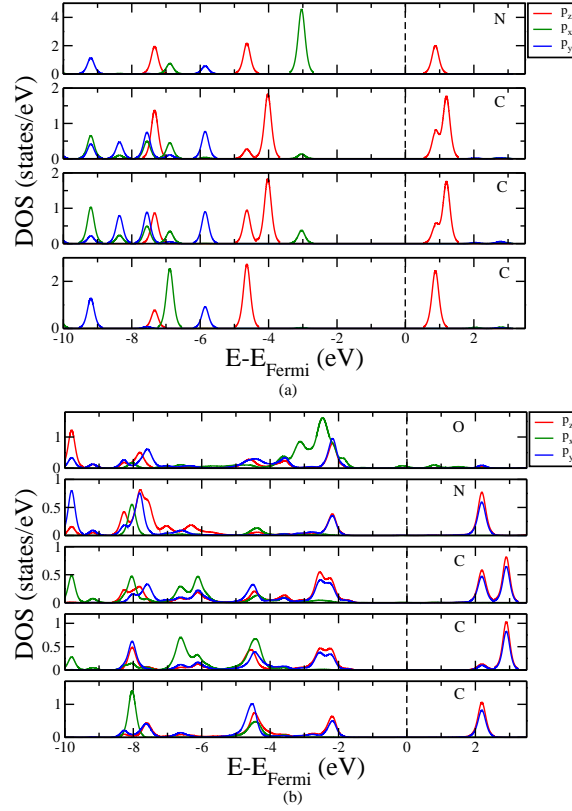 N
p_z
p_x
p_y
4
2
0
2
C
1
0
2
C
1
0
C
2
0
DOS (states/eV)
-10 -8 -6 -4 -2 0 2
E-E_Fermi (eV)
(a)
O
p_z
p_x
p_y
1
0
N
1
0
1
C
0.5
0
1
C
0.5
0
C
1
0
DOS (states/eV)
-10 -8 -6 -4 -2 0 2
E-E_Fermi (eV)
(b)